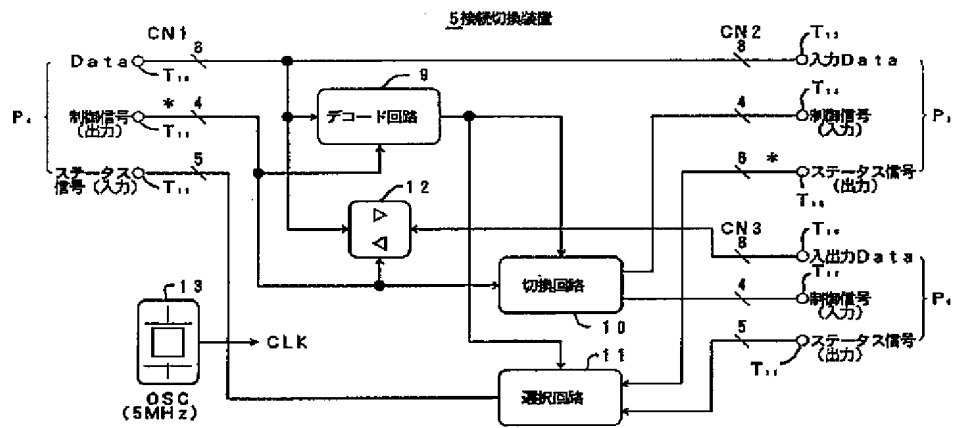 5接続切換装置
CN1
CN2
Data
8
8
入力Data
制御信号
(出力)
*
4
9
デコード回路
4
制御信号
(入力)
ステータス
信号(入力)
5
12
6
*
ステータス信号
(出力)
CN3
8
入出力Data
切換回路
10
4
制御信号
(入力)
13
CLK
OSC
(5MHz)
11
選択回路
5
ステータス信号
(出力)